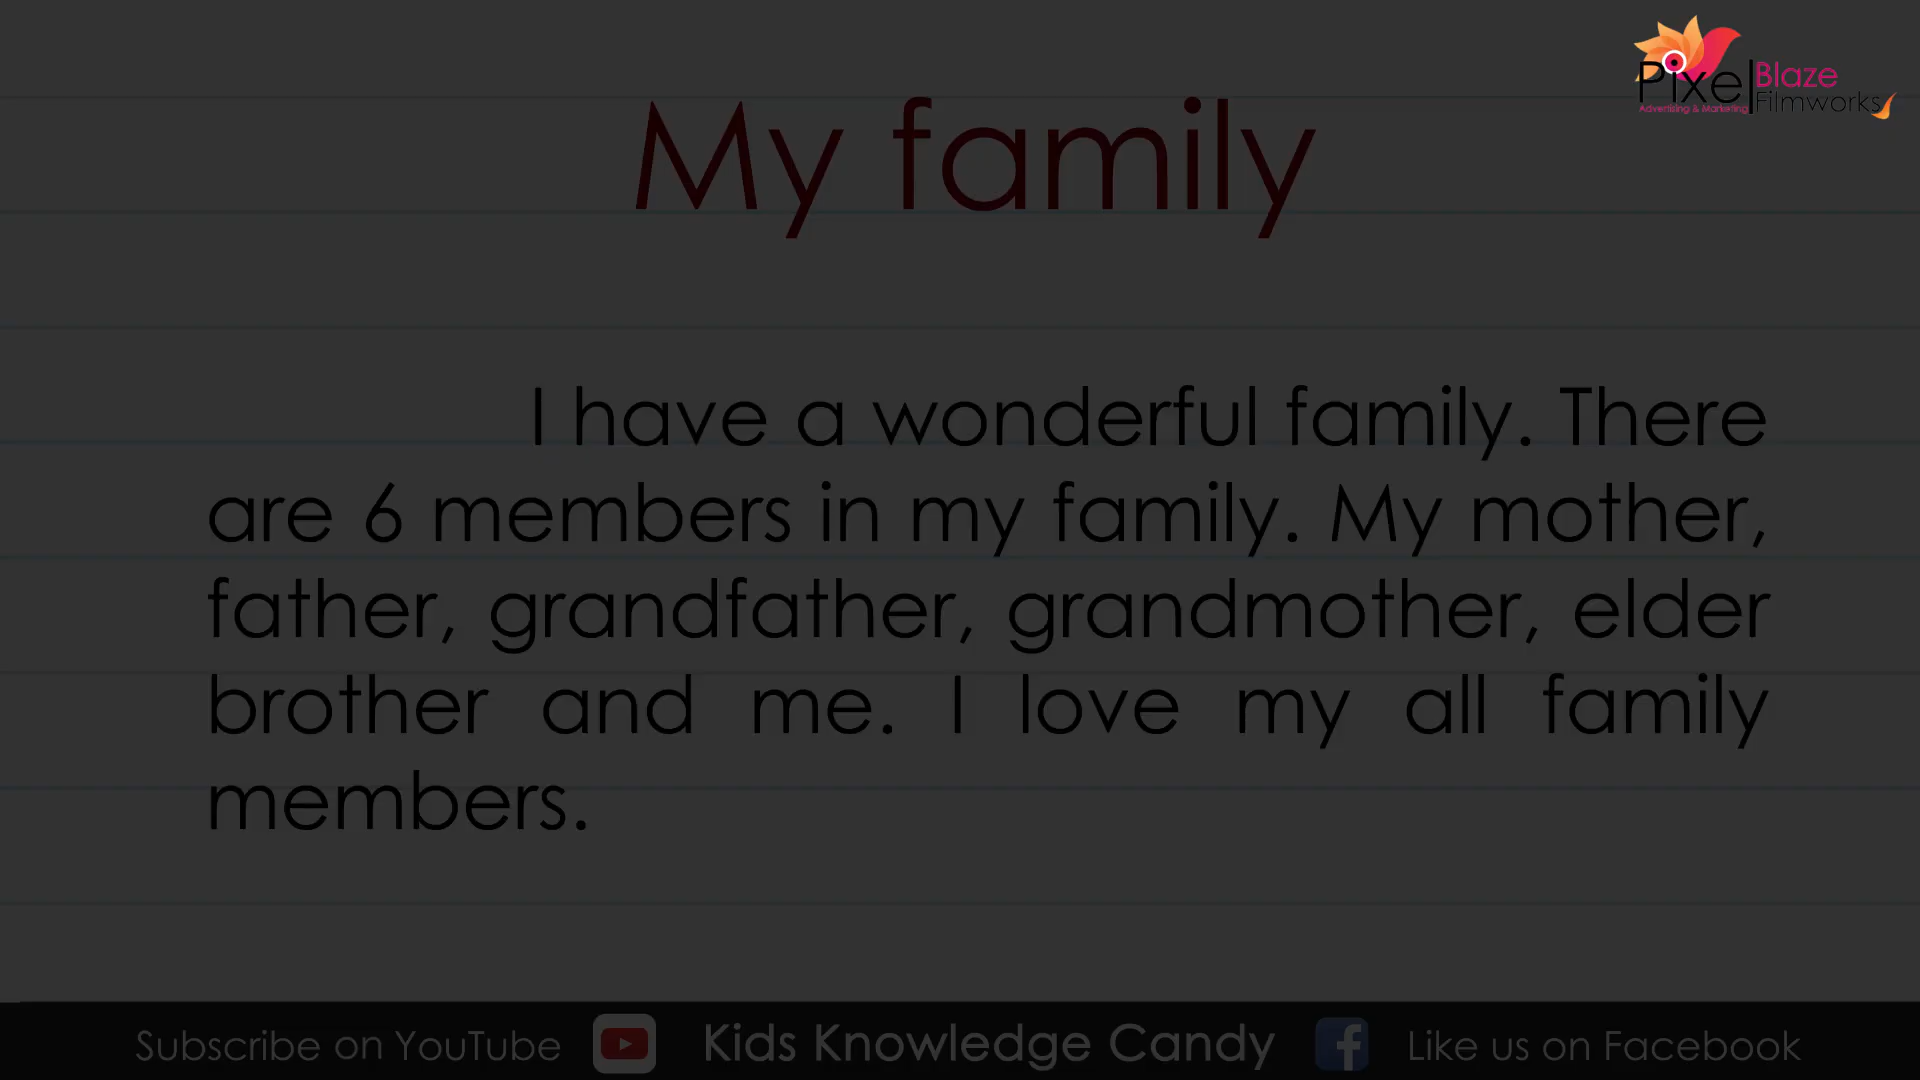 Pixel Blaze
Advertising & Marketing Filmworks
My family
I have a wonderful family. There
are 6 members in my family. My mother,
father, grandfather, grandmother, elder
brother and me. I love my all family
members.
Subscribe on YouTube Kids Knowledge Candy Like us on Facebook